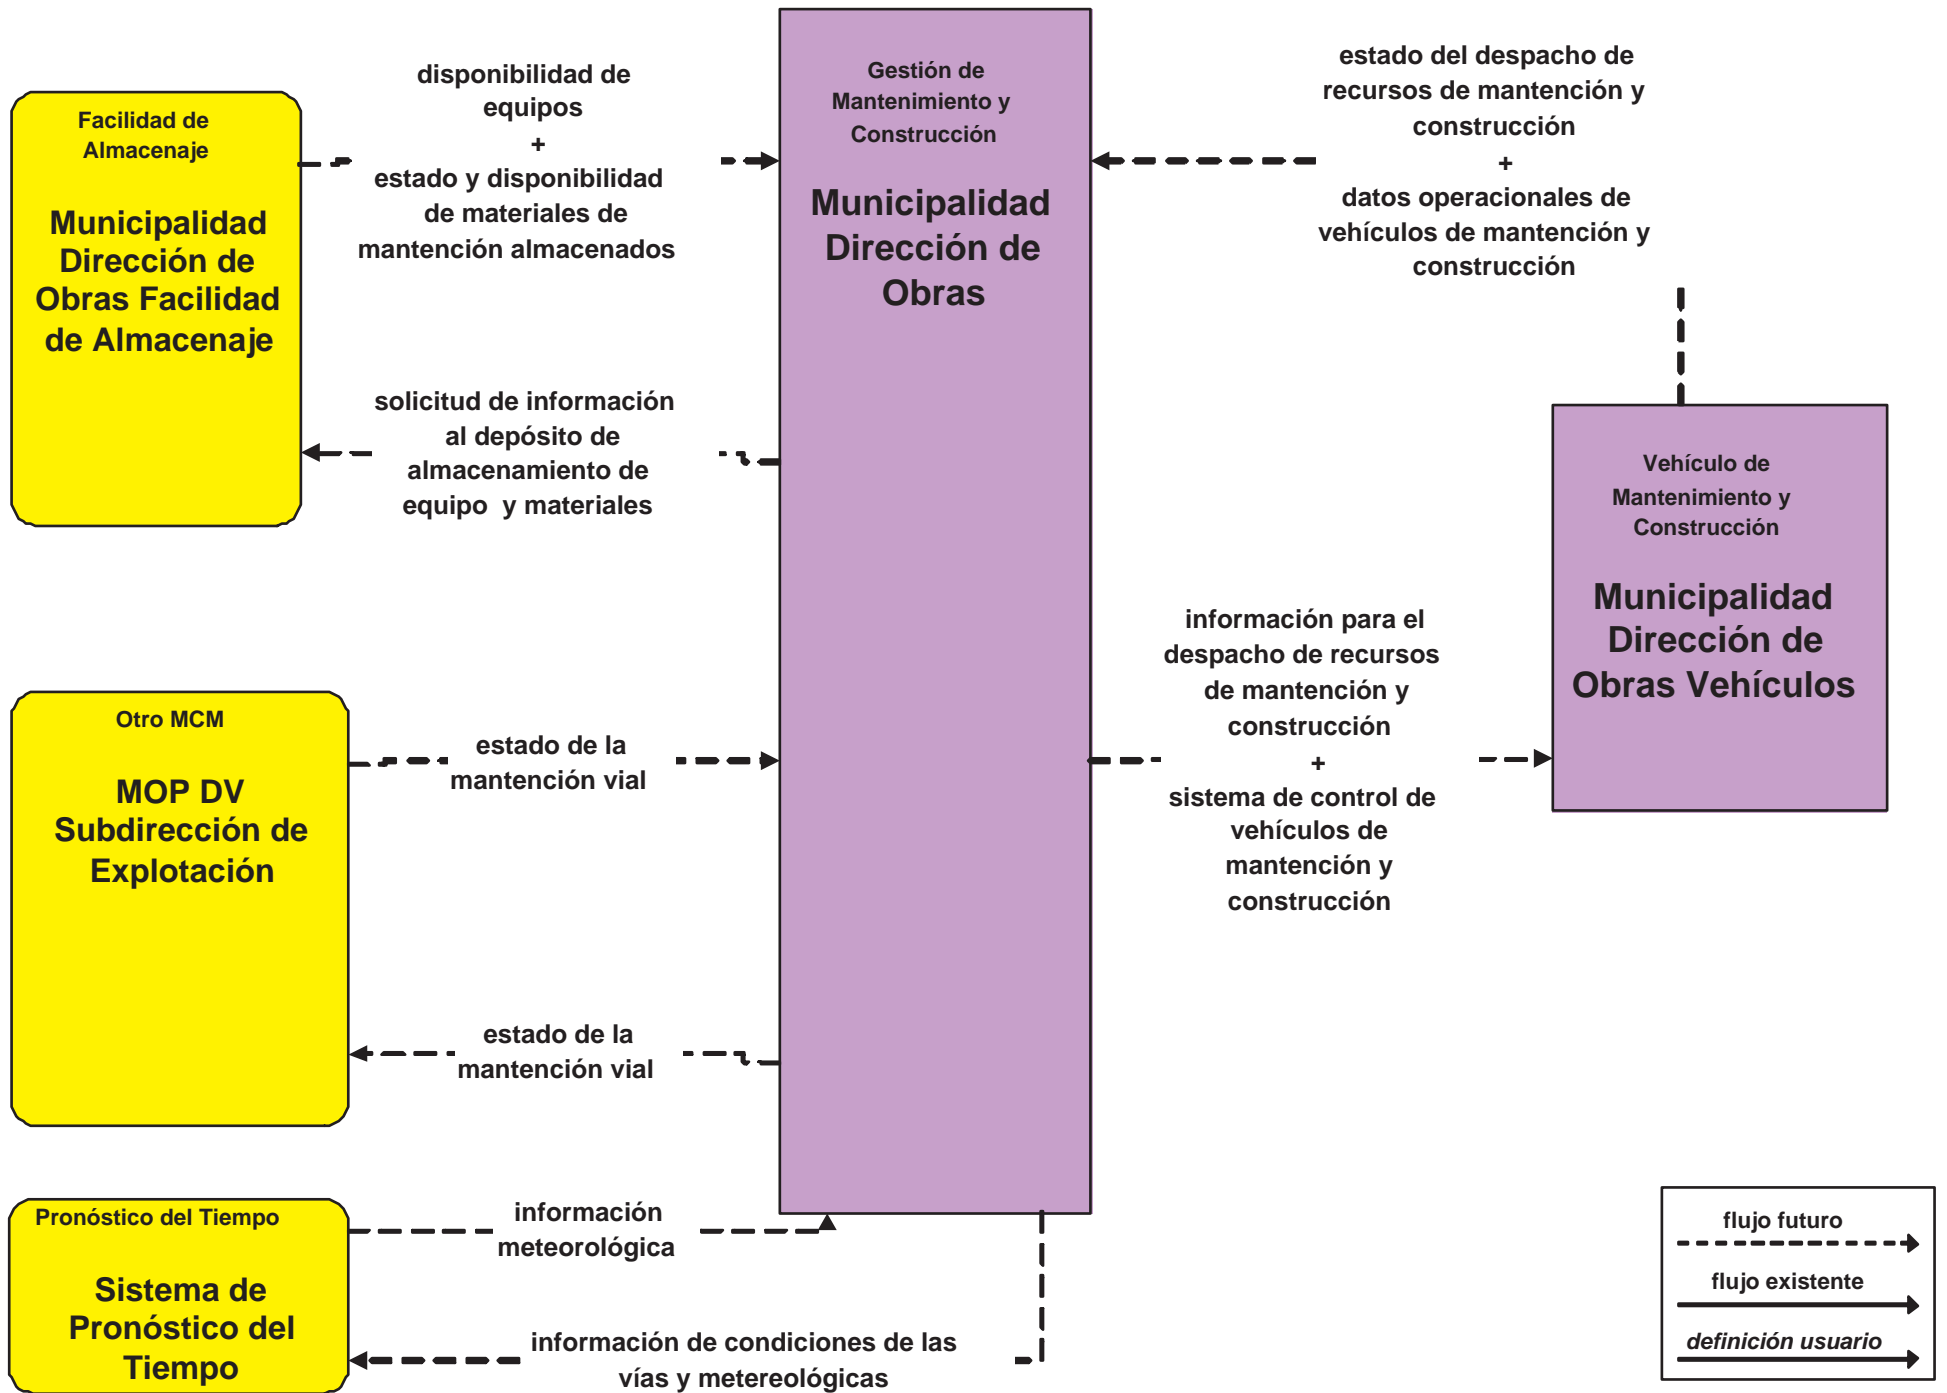 Facilidad de
Almacenaje
Municipalidad
Dirección de
Obras Facilidad
de Almacenaje
disponibilidad de
equipos
+
estado y disponibilidad
de materiales de
mantención almacenados
solicitud de información
al depósito de
almacenamiento de
equipo y materiales
Gestión de
Mantenimiento y
Construcción
Municipalidad
Dirección de
Obras
estado del despacho de
recursos de mantención y
construcción
+
datos operacionales de
vehículos de mantención y
construcción
Vehículo de
Mantenimiento y
Construcción
Municipalidad
Dirección de
Obras Vehículos
información para el
despacho de recursos
de mantención y
construcción
+
sistema de control de
vehículos de
mantención y
construcción
Otro MCM
MOP DV
Subdirección de
Explotación
estado de la
mantención vial
estado de la
mantención vial
Pronóstico del Tiempo
Sistema de
Pronóstico del
Tiempo
información
meteorológica
información de condiciones de las
vías y metereológicas
flujo futuro
flujo existente
definición usuario